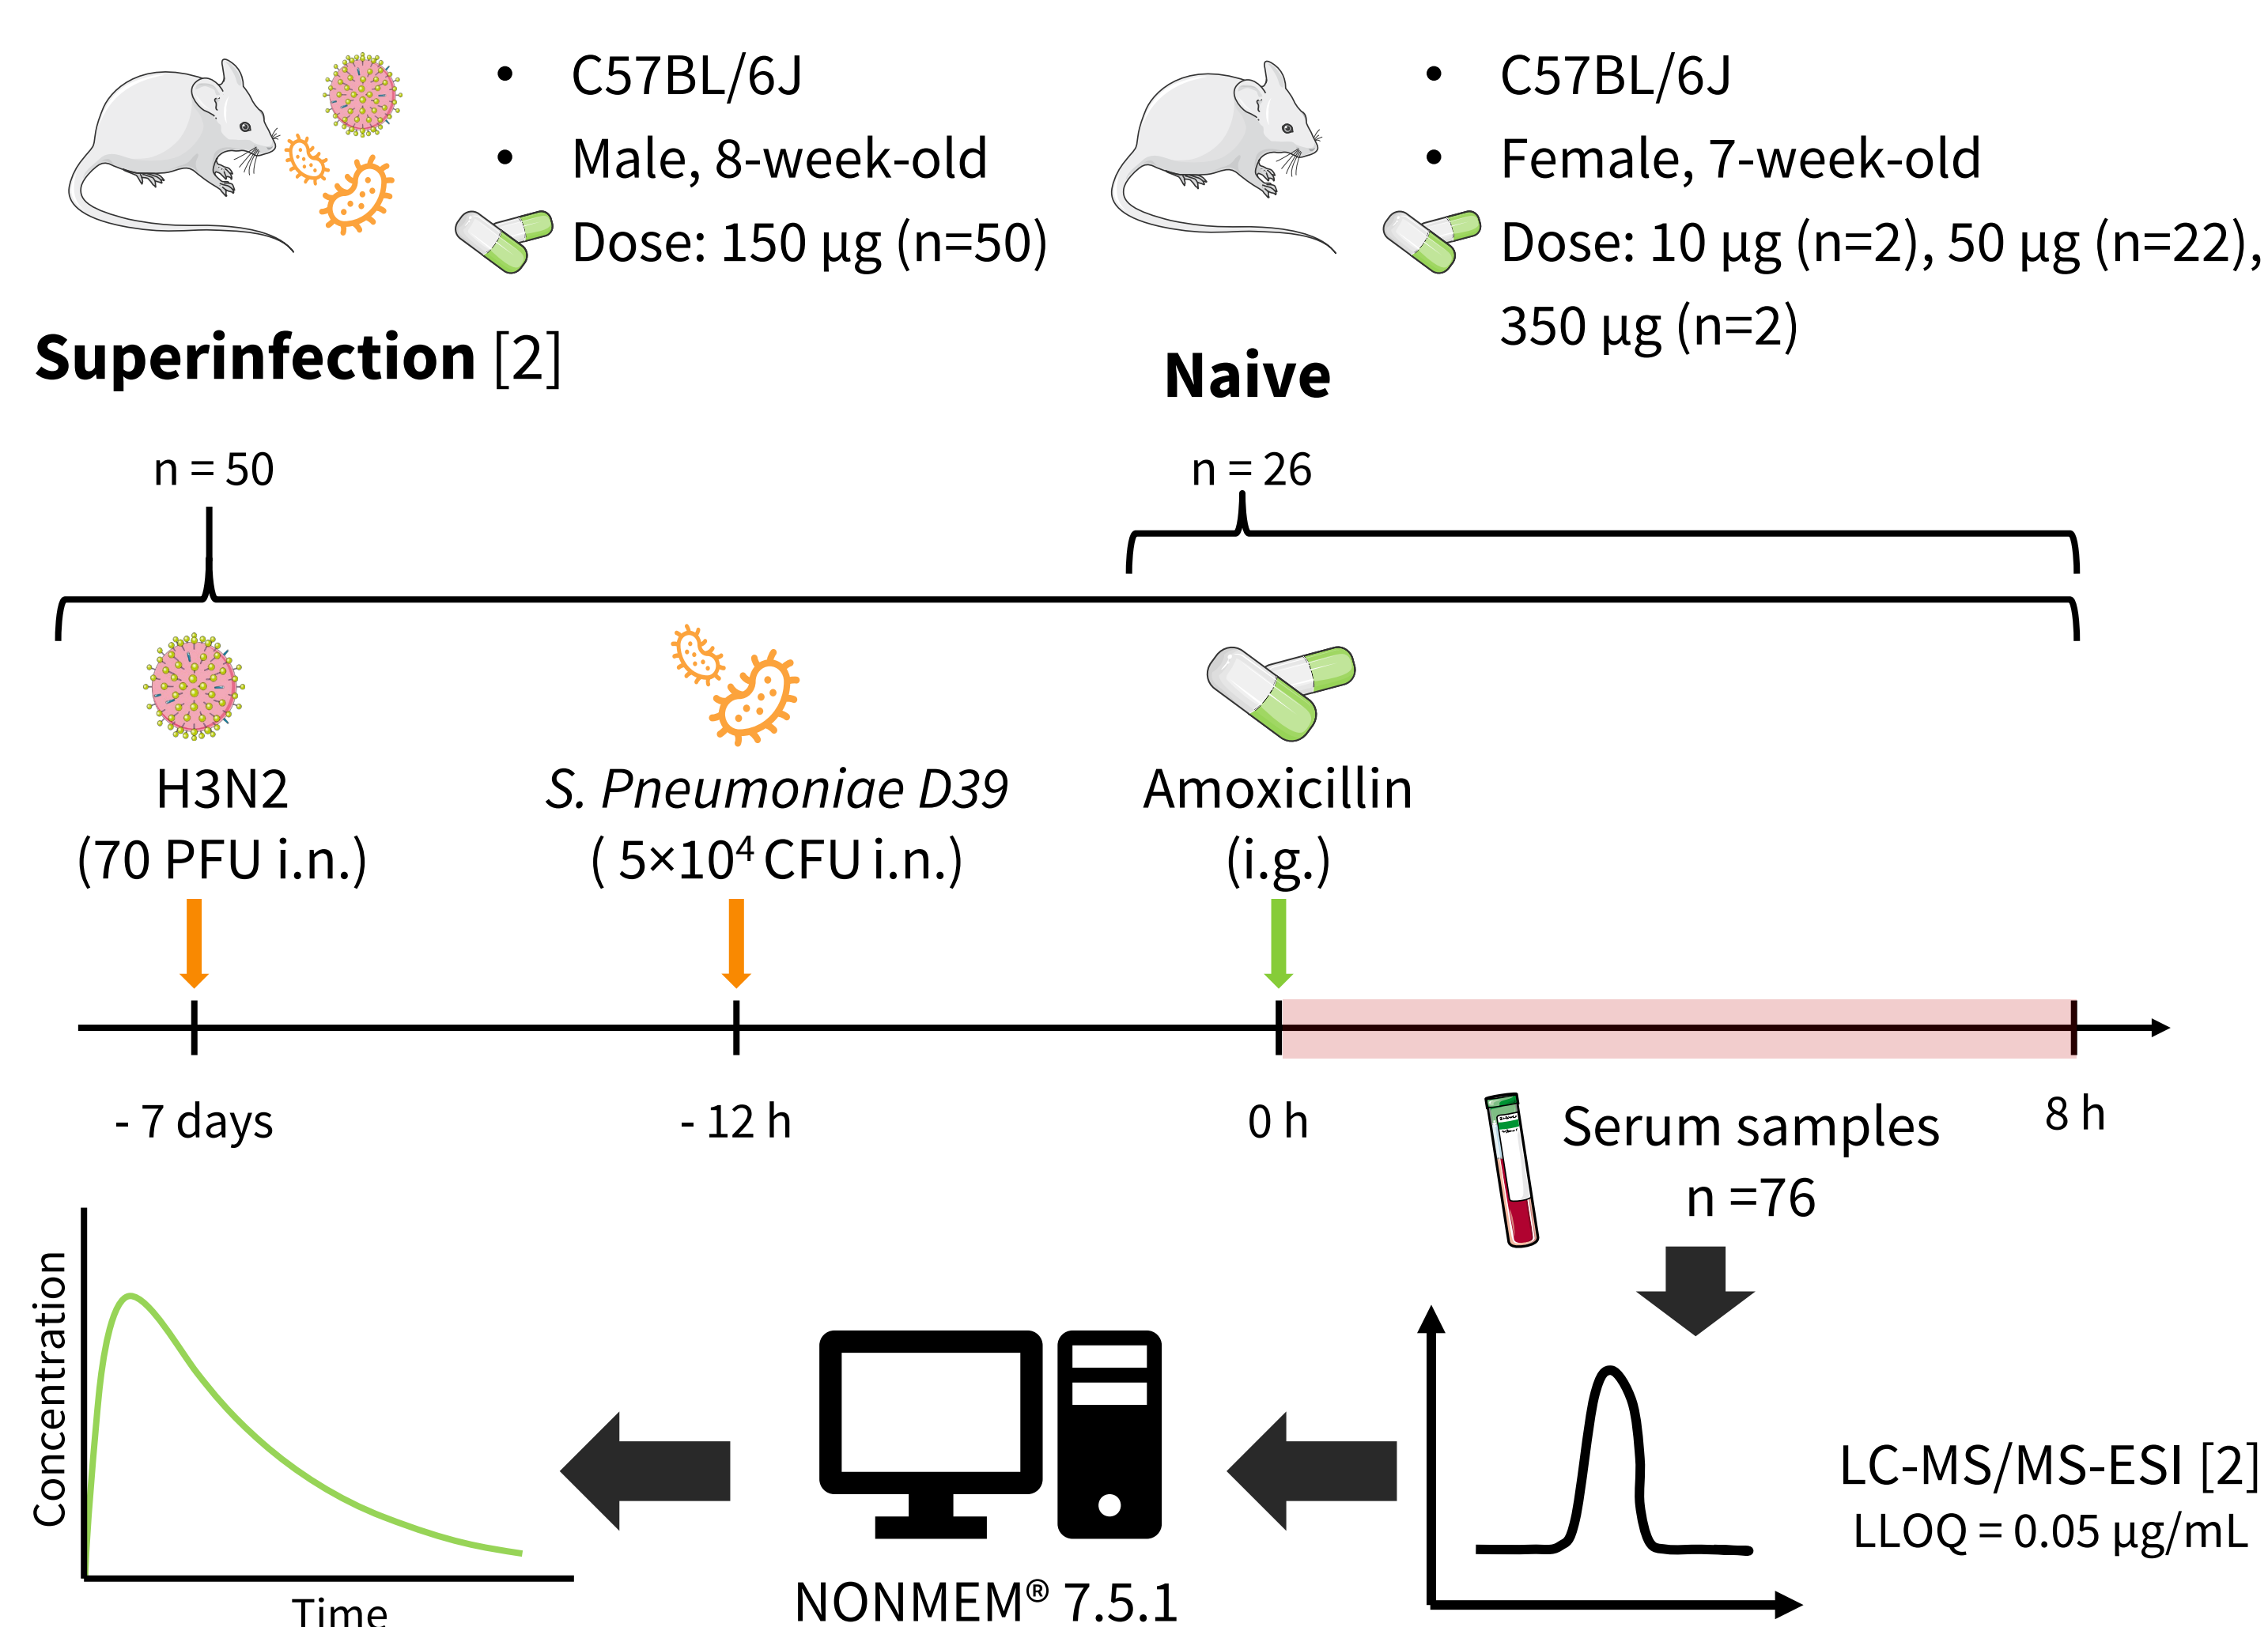 • C57BL/6J
• Male, 8-week-old
Dose: 150 µg (n=50)
Superinfection [2]
• C57BL/6J
• Female, 7-week-old
Dose: 10 µg (n=2), 50 µg (n=22),
350 µg (n=2)
Naive
n = 50
n = 26
H3N2
(70 PFU i.n.)
S. Pneumoniae D39
( 5×10⁴ CFU i.n.)
Amoxicillin
(i.g.)
- 7 days
- 12 h
0 h
8 h
Serum samples
n =76
LC-MS/MS-ESI [2]
LLOQ = 0.05 µg/mL
NONMEM® 7.5.1
Concentration
Time